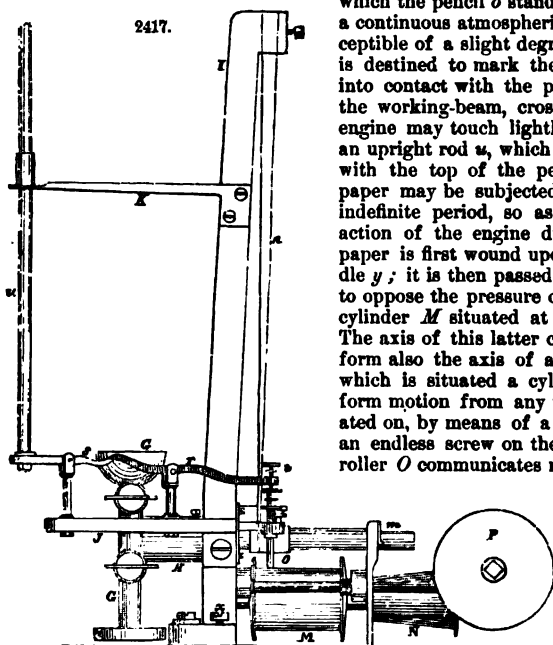 which the pencil o stand
a continuous atmospheri
ceptible of a slight degr
is destined to mark the
into contact with the p
the working-beam, cros
engine may touch lightl
an upright rod u, which
with the top of the pe
paper may be subjected
indefinite period, so as
action of the engine d
paper is first wound upo
dle y; it is then passed
to oppose the pressure o
cylinder M situated at
The axis of this latter c
form also the axis of a
which is situated a cyl
form motion from any
ated on, by means of a
an endless screw on the
roller O communicates m
2417.
I
X
n
u
s
G
r
v
y
H
O
m
P
G
M
N